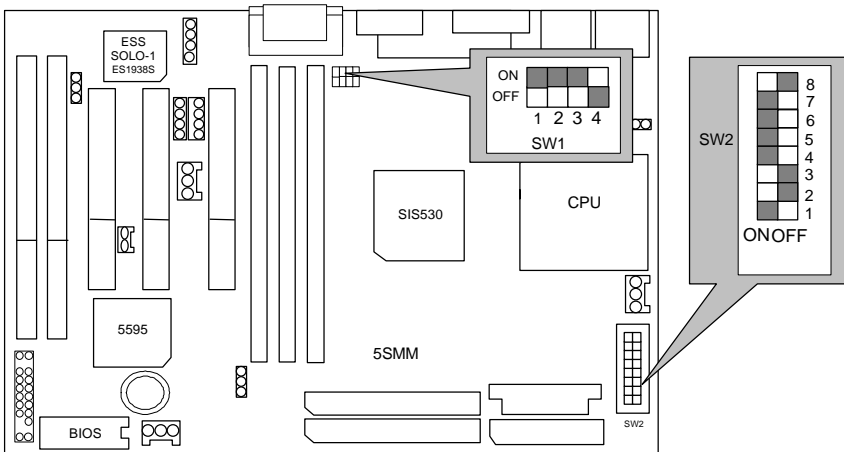 ESS
SOLO-1
ES1938S
ON
OFF
1 2 3 4
SW1
SW2
8
7
6
5
4
3
2
1
ONOFF
SIS530
CPU
5595
5SMM
BIOS
SW2